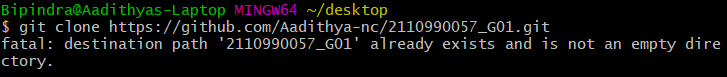 Bipindra@Aadithyas-Laptop MINGW64 ~/desktop
$ git clone https://github.com/Aadithya-nc/2110990057_G01.git
fatal: destination path '2110990057_G01' already exists and is not an empty dire
ctory.